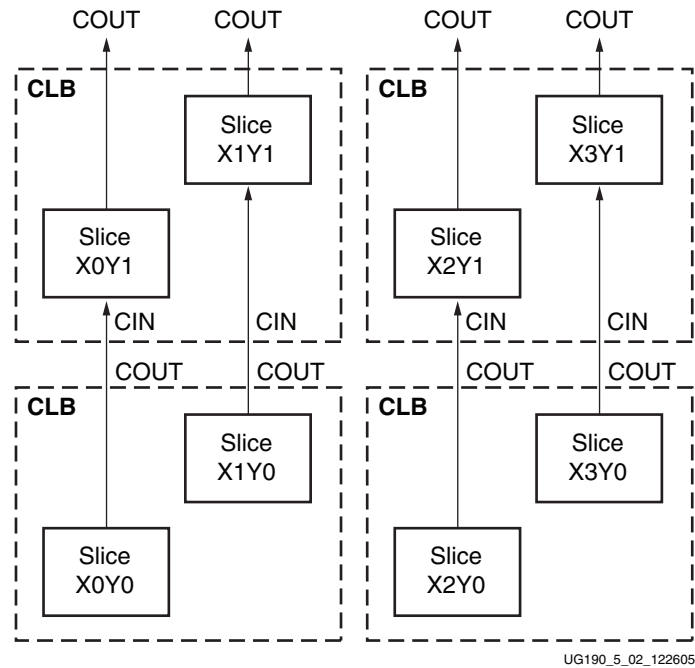 COUT COUT COUT COUT
CLB CLB
Slice Slice
X1Y1 X3Y1
Slice Slice
X0Y1 X2Y1
CIN CIN CIN CIN
COUT COUT COUT COUT
CLB CLB
Slice Slice
X1Y0 X3Y0
Slice Slice
X0Y0 X2Y0
UG190_5_02_122605